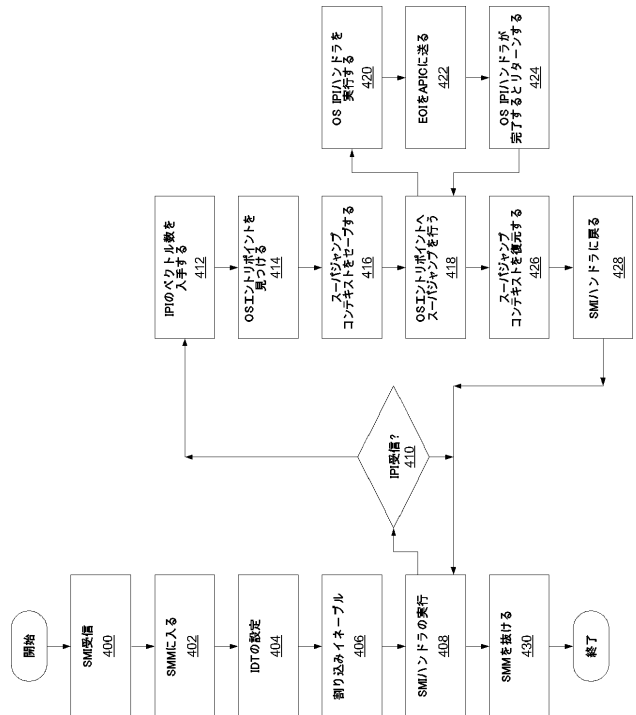 開始
SMI受信
400
SMMに入る
402
IDTの設定
404
割り込みイネーブル
406
SMIハンドラの実行
408
SMMを抜ける
430
終了
IPI受信?
410
IPIのベクトル数を
入手する
412
OSエントリポイントを
見つける
414
スーパジャンプ
コンテキストをセーブする
416
OSエントリポイントへ
スーパジャンプを行う
418
スーパジャンプ
コンテキストを復元する
426
SMIハンドラに戻る
428
OS IPIハンドラを
実行する
420
EOIをAPICに送る
422
OS IPIハンドラが
完了するとリターンする
424